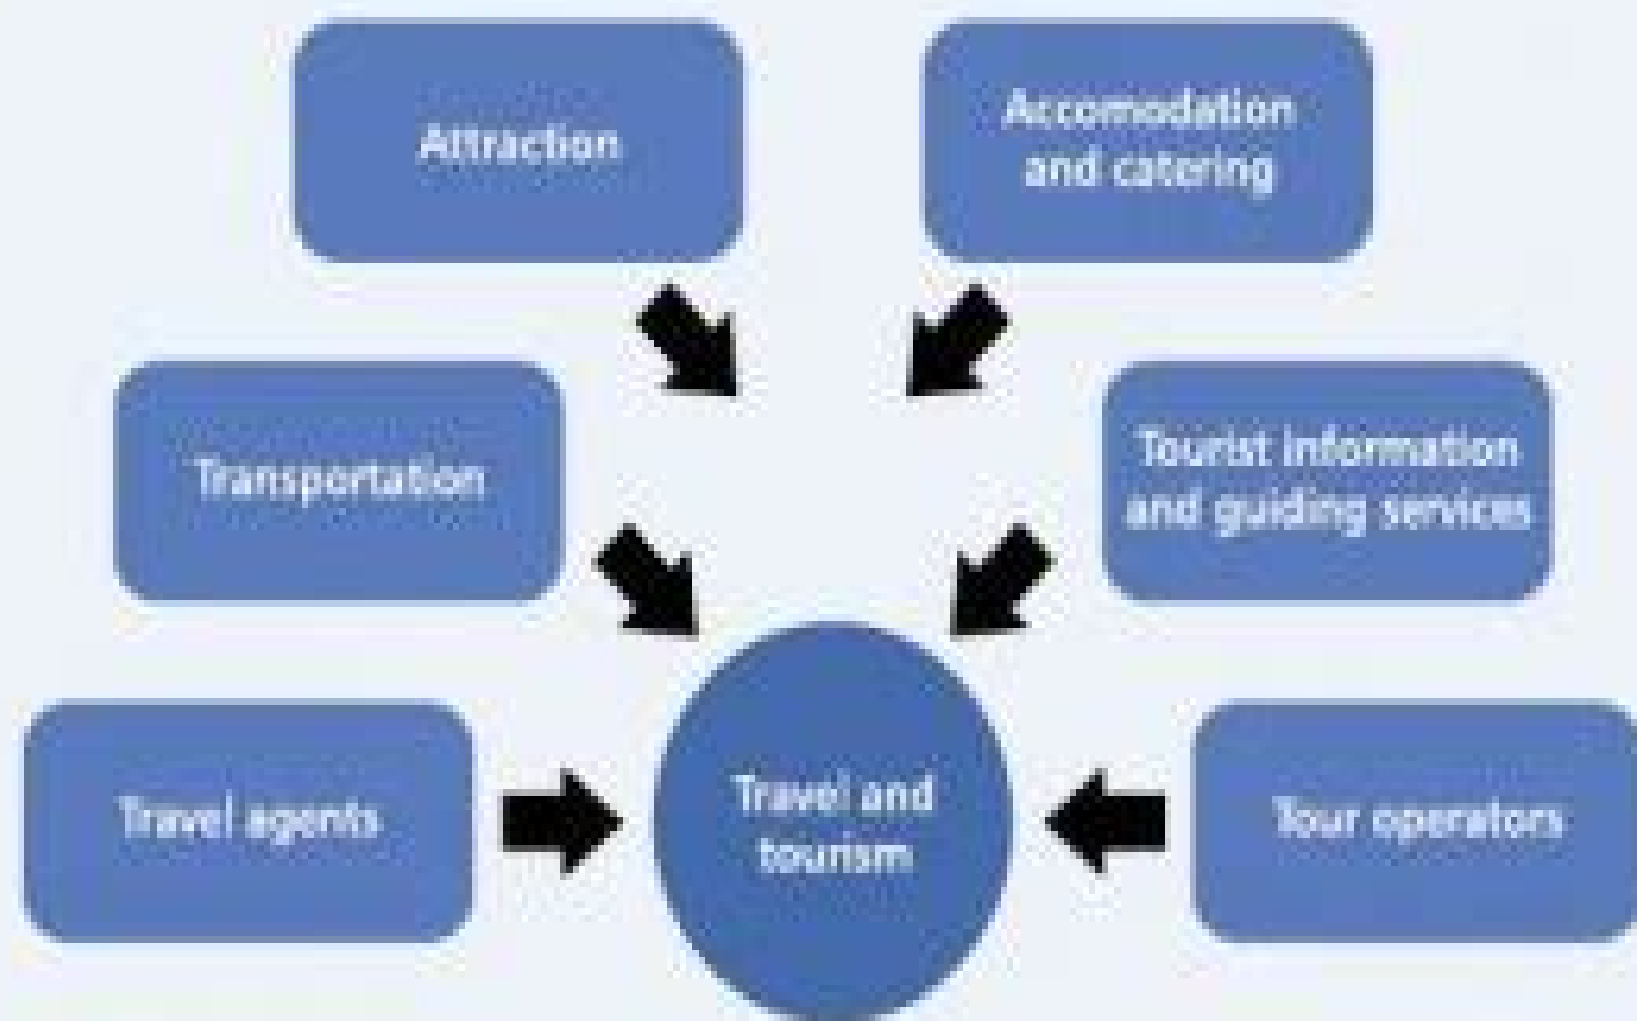 Attraction
Accomodation
and catering
Transportation
Tourist information
and guiding services
Travel agents
Travel and
tourism
Tour operators